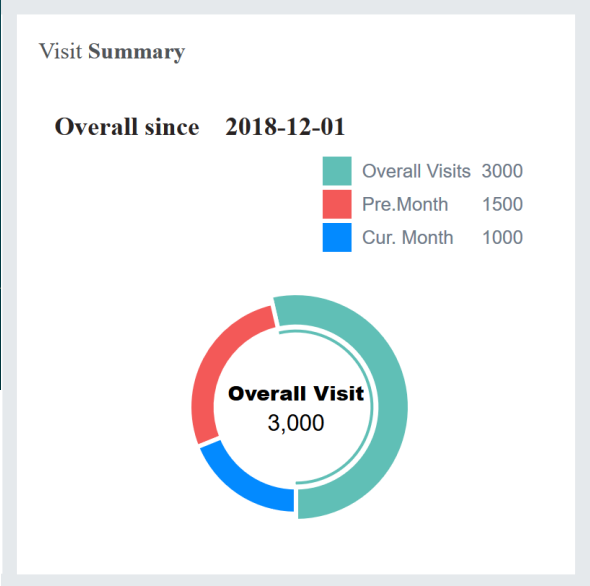 Visit Summary
Overall since 2018-12-01
Overall Visits 3000
Pre.Month 1500
Cur. Month 1000
Overall Visit
3,000